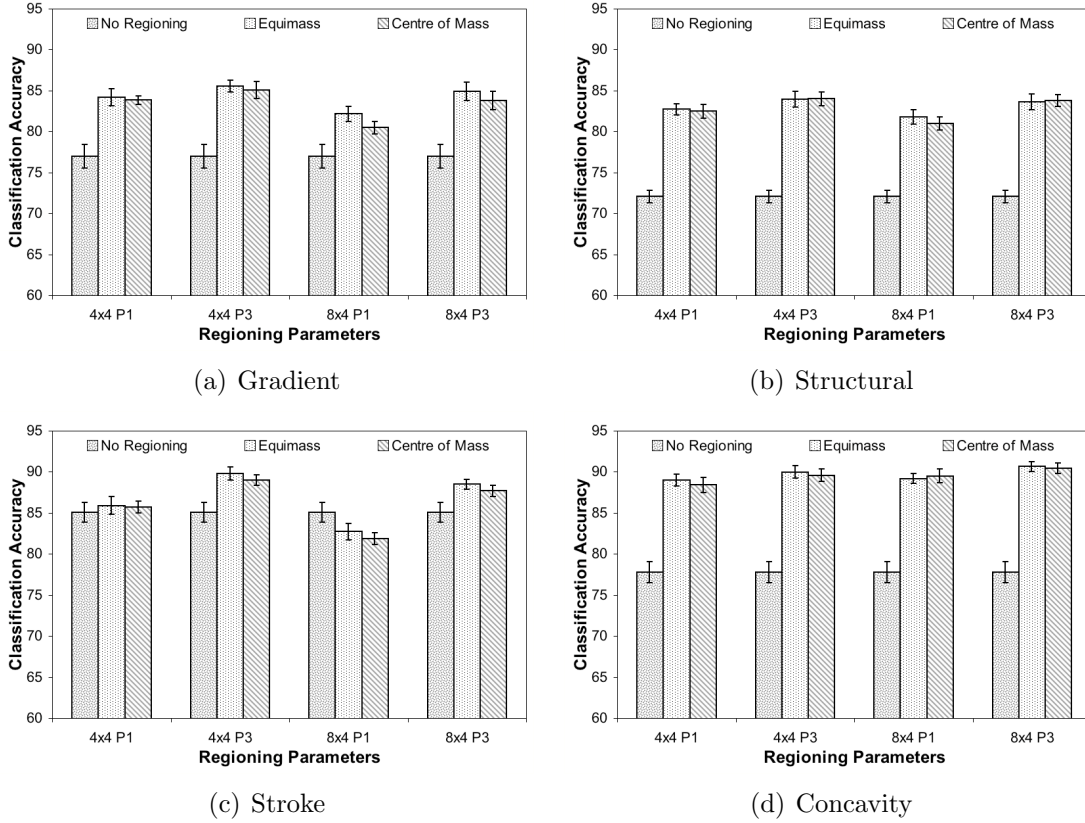 95
90
85
80
75
70
65
60
Classification Accuracy
No Regioning Equimass Centre of Mass
4x4 P1 4x4 P3 8x4 P1 8x4 P3
Regioning Parameters
(a) Gradient
95
90
85
80
75
70
65
60
Classification Accuracy
No Regioning Equimass Centre of Mass
4x4 P1 4x4 P3 8x4 P1 8x4 P3
Regioning Parameters
(b) Structural
95
90
85
80
75
70
65
60
Classification Accuracy
No Regioning Equimass Centre of Mass
4x4 P1 4x4 P3 8x4 P1 8x4 P3
Regioning Parameters
(c) Stroke
95
90
85
80
75
70
65
60
Classification Accuracy
No Regioning Equimass Centre of Mass
4x4 P1 4x4 P3 8x4 P1 8x4 P3
Regioning Parameters
(d) Concavity